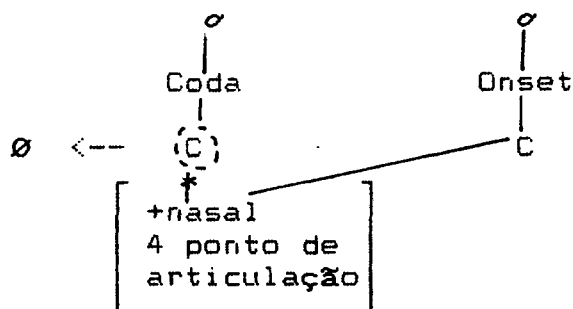 σ σ
Coda Onset
Ø <-- C C
*
+nasal
4 ponto de
articulação